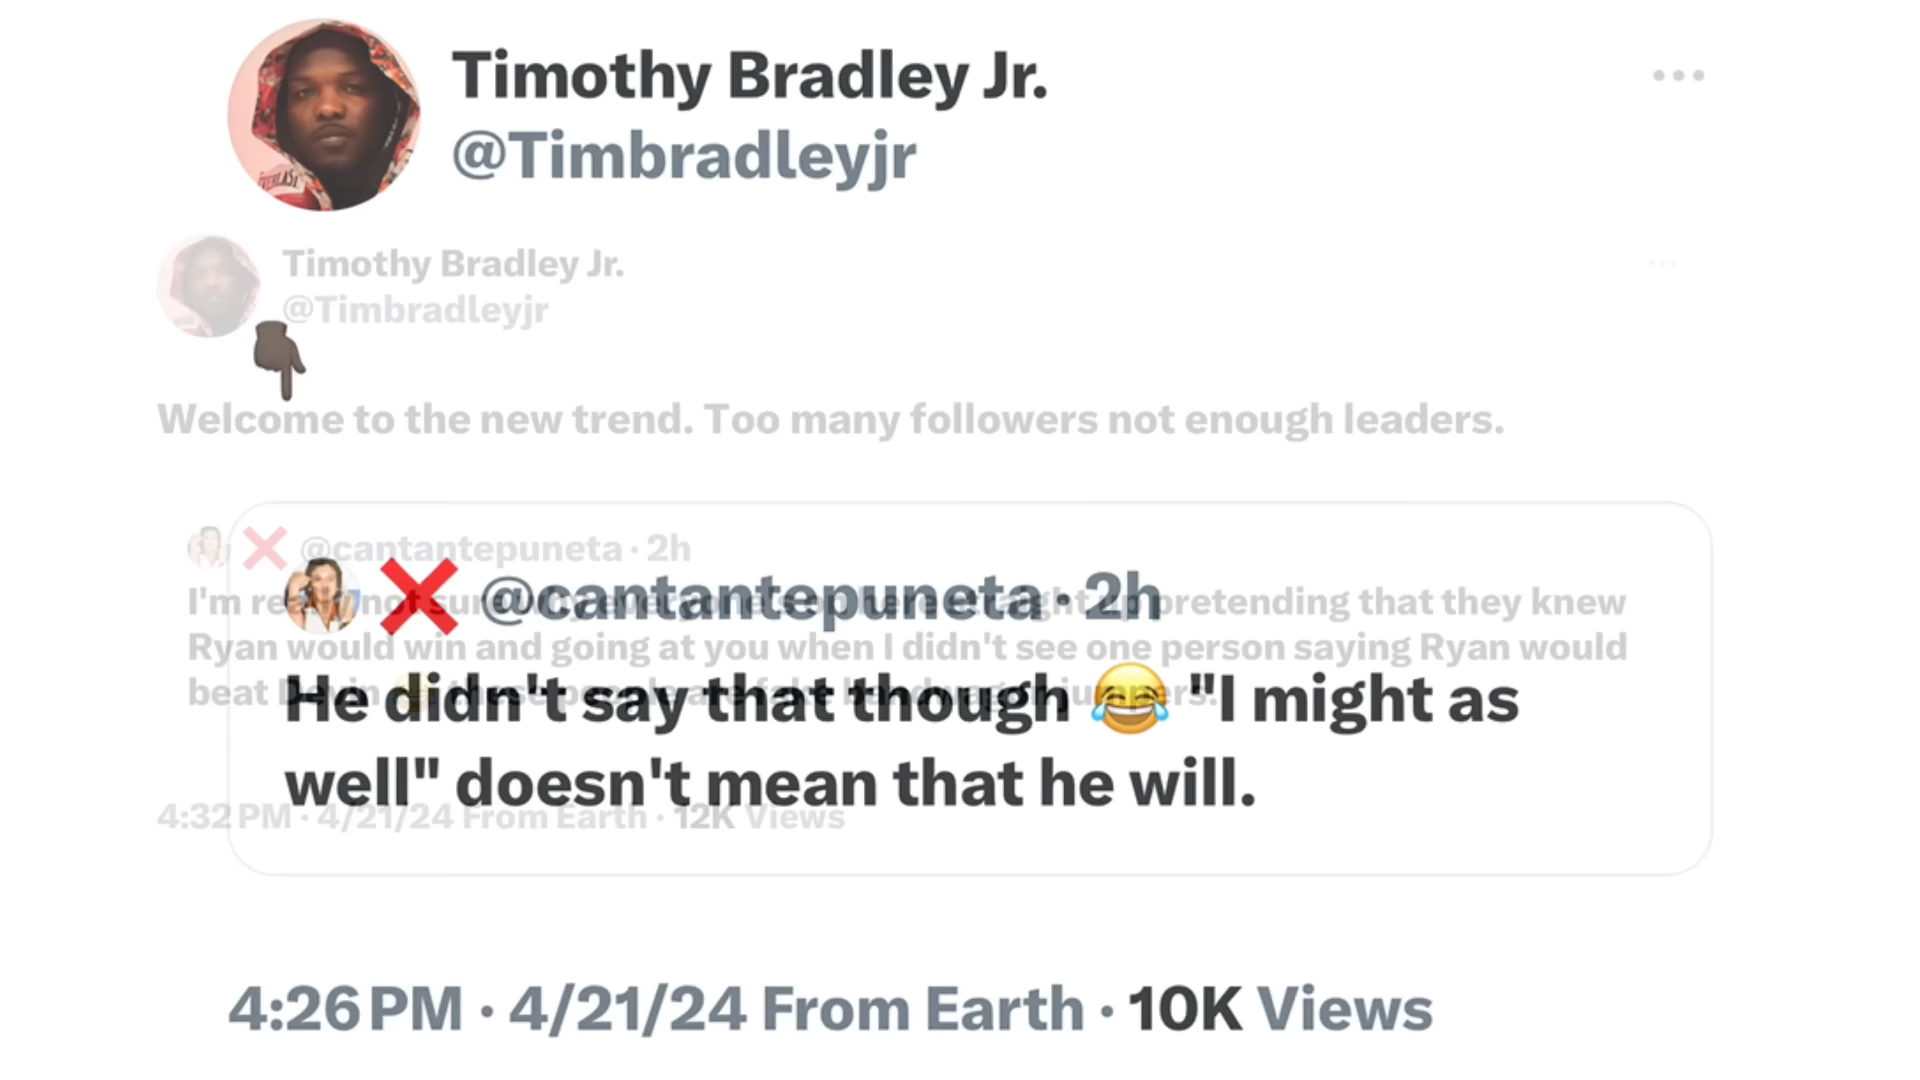 Timothy Bradley Jr.
@Timbradleyjr
Timothy Bradley Jr.
@Timbradleyjr
Welcome to the new trend. Too many followers not enough leaders.
@cantantepuneta · 2h
I'm not pretending that they knew
Ryan would win and going at you when I didn't see one person saying Ryan would
beat
@cantantepuneta · 2h
He didn't say that though 😂 "I might as
well" doesn't mean that he will.
4:32 PM · 4/21/24 From Earth · 12K Views
4:26 PM · 4/21/24 From Earth · 10K Views